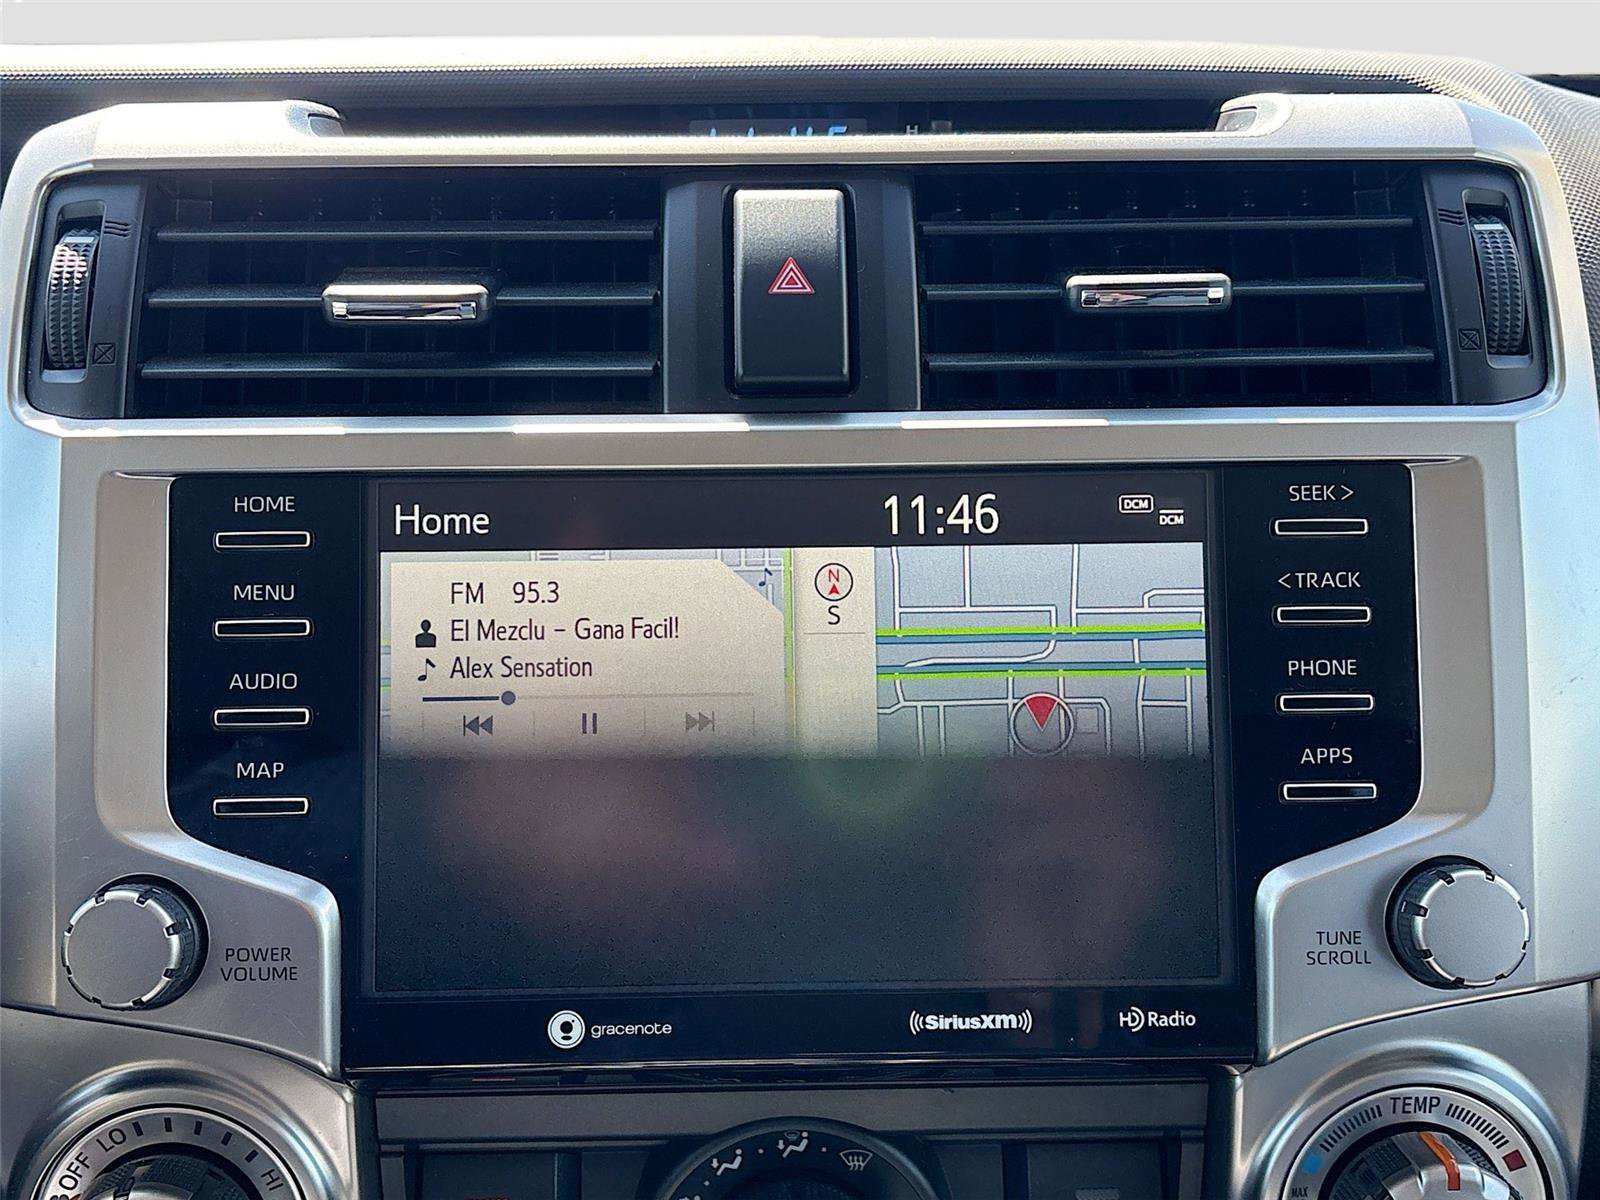 H
HOME
MENU
AUDIO
MAP
POWER
VOLUME
Home
11:46
DCM
DCM
FM 95.3
El Mezclu - Gana Facil!
Alex Sensation
N
S
SEEK >
< TRACK
PHONE
APPS
TUNE
SCROLL
gracenote
((SiriusXM))
HD Radio
OFF
LO
HI
TEMP
MAX